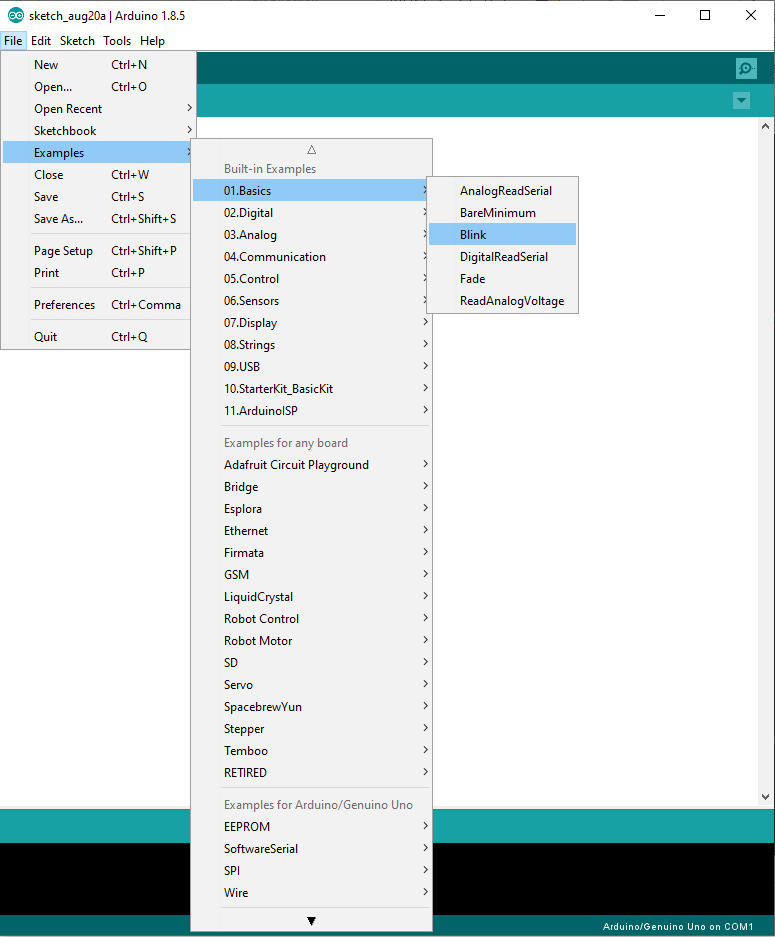 sketch_aug20a | Arduino 1.8.5
File Edit Sketch Tools Help
New Ctrl+N
Open... Ctrl+O
Open Recent
Sketchbook
Examples
Close Ctrl+W
Save Ctrl+S
Save As... Ctrl+Shift+S
Page Setup Ctrl+Shift+P
Print Ctrl+P
Preferences Ctrl+Comma
Quit Ctrl+Q
Built-in Examples
01.Basics
02.Digital
03.Analog
04.Communication
05.Control
06.Sensors
07.Display
08.Strings
09.USB
10.StarterKit_BasicKit
11.ArduinoISP
Examples for any board
Adafruit Circuit Playground
Bridge
Esplora
Ethernet
Firmata
GSM
LiquidCrystal
Robot Control
Robot Motor
SD
Servo
SpacebrewYun
Stepper
Temboo
RETIRED
Examples for Arduino/Genuino Uno
EEPROM
SoftwareSerial
SPI
Wire
AnalogReadSerial
BareMinimum
Blink
DigitalReadSerial
Fade
ReadAnalogVoltage
Arduino/Genuino Uno on COM1